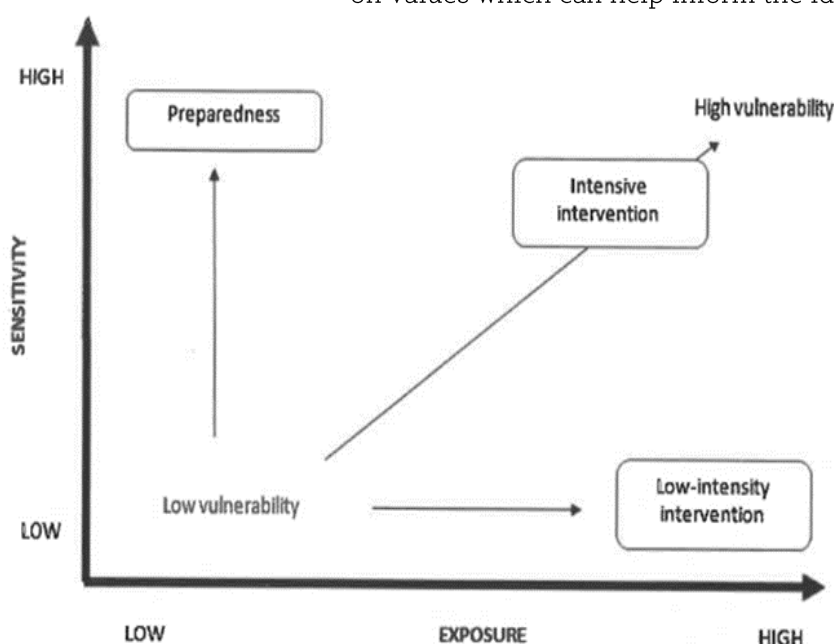 HIGH
Preparedness
High vulnerability
Intensive
intervention
SENSITIVITY
Low vulnerability
Low-intensity
intervention
LOW
LOW
EXPOSURE
HIGH